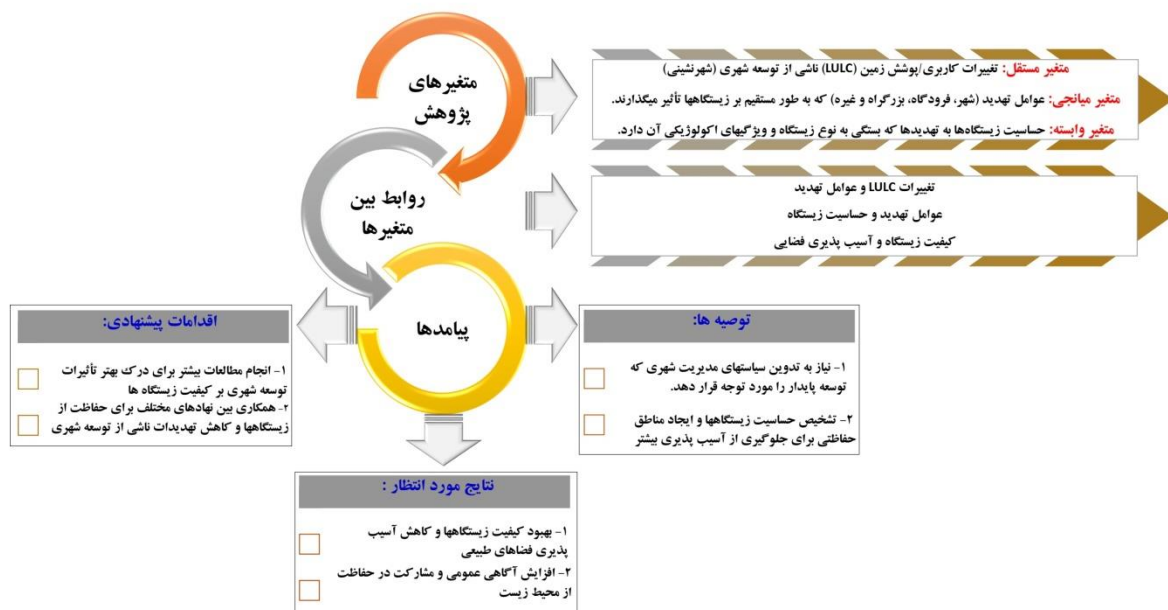 متغیرهای
پژوهش
متغیر مستقل: تغییرات کاربری/پوشش زمین (LULC) ناشی از توسعه شهری (شهرنشینی)
متغیر میانجی: عوامل تهدید (شهر، فرودگاه، بزرگراه و غیره) که به طور مستقیم بر زیستگاهها تأثیر میگذارند.
متغیر وابسته: حساسیت زیستگاه‌ها به تهدیدها که بستگی به نوع زیستگاه و ویژگیهای اکولوژیکی آن دارد.
روابط بین
متغیرها
تغییرات LULC و عوامل تهدید
عوامل تهدید و حساسیت زیستگاه
کیفیت زیستگاه و آسیب پذیری فضایی
پیامدها
توصیه ها:
۱- نیاز به تدوین سیاستهای مدیریت شهری که
توسعه پایدار را مورد توجه قرار دهد.
۲- تشخیص حساسیت زیستگاهها و ایجاد مناطق
حفاظتی برای جلوگیری از آسیب پذیری بیشتر
اقدامات پیشنهادی:
۱- انجام مطالعات بیشتر برای درک بهتر تأثیرات
توسعه شهری بر کیفیت زیستگاه ها
۲- همکاری بین نهادهای مختلف برای حفاظت از
زیستگاهها و کاهش تهدیدات ناشی از توسعه شهری
نتایج مورد انتظار :
۱- بهبود کیفیت زیستگاهها و کاهش آسیب
پذیری فضاهای طبیعی
۲- افزایش آگاهی عمومی و مشارکت در حفاظت
از محیط زیست